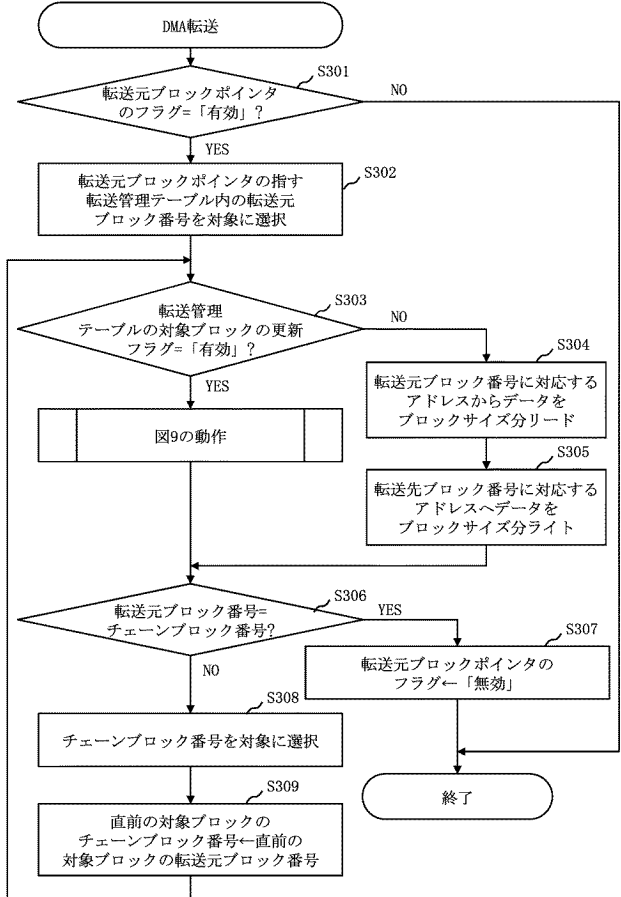 DMA転送
S301
転送元ブロックポインタ
のフラグ=「有効」?
NO
YES
S302
転送元ブロックポインタの指す
転送管理テーブル内の転送元
ブロック番号を対象に選択
S303
転送管理
テーブルの対象ブロックの更新
フラグ=「有効」?
NO
YES
S304
転送元ブロック番号に対応する
アドレスからデータを
ブロックサイズ分リード
図9の動作
S305
転送先ブロック番号に対応する
アドレスへデータを
ブロックサイズ分ライト
S306
転送元ブロック番号=
チェーンブロック番号?
YES
NO
S307
転送元ブロックポインタの
フラグ←「無効」
S308
チェーンブロック番号を対象に選択
S309
直前の対象ブロックの
チェーンブロック番号←直前の
対象ブロックの転送元ブロック番号
終了